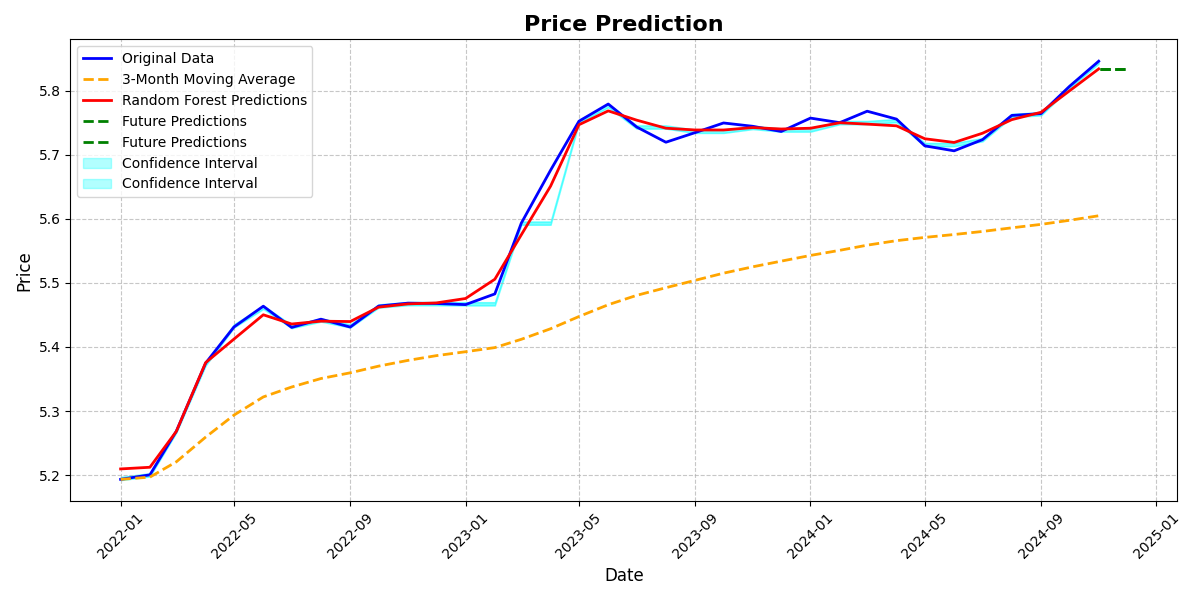 Price Prediction
Original Data
3-Month Moving Average
Random Forest Predictions
Future Predictions
Future Predictions
Confidence Interval
Confidence Interval
Price
5.8
5.7
5.6
5.5
5.4
5.3
5.2
2022-01
2022-05
2022-09
2023-01
2023-05
2023-09
2024-01
2024-05
2024-09
2025-01
Date